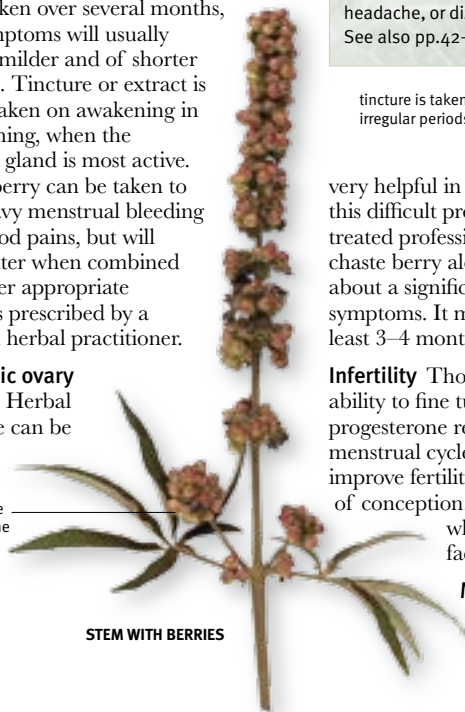 ken over several months,
mptoms will usually
milder and of shorter
. Tincture or extract is
aken on awakening in
ning, when the
gland is most active.
berry can be taken to
avy menstrual bleeding
od pains, but will
ter when combined
er appropriate
s prescribed by a
herbal practitioner.
ic ovary
Herbal
e can be
e
ne
STEM WITH BERRIES
headache, or di
See also pp.42-
tincture is taken
irregular periods
very helpful in
this difficult pro
treated professi
chaste berry alo
about a signific
symptoms. It m
least 3–4 mont
Infertility Tho
ability to fine tu
progesterone re
menstrual cycle
improve fertilit
of conception.
wh
fac